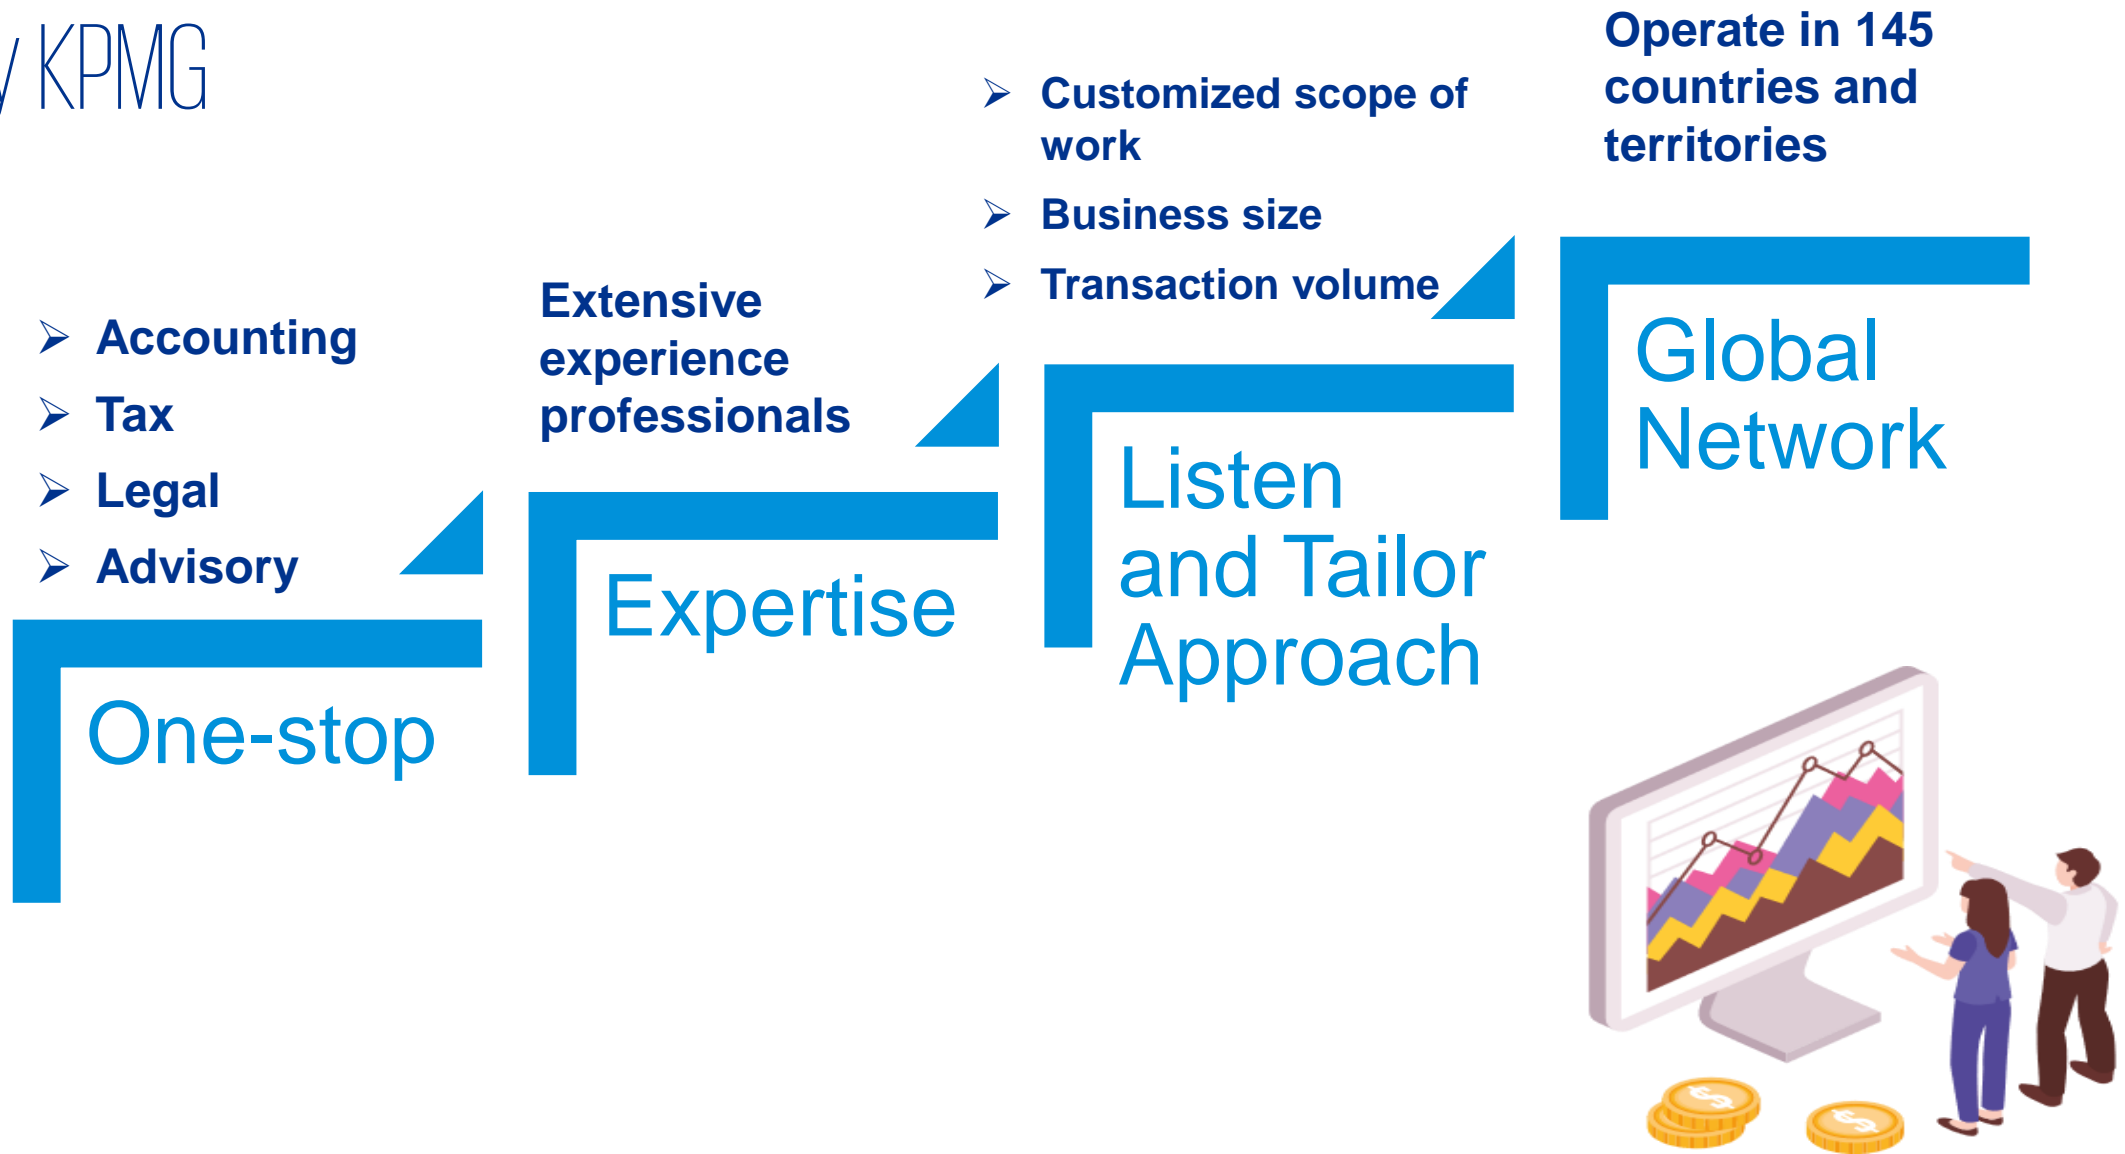 y KPMG
➢ Accounting
➢ Tax
➢ Legal
➢ Advisory
One-stop
Extensive
experience
professionals
Expertise
➢ Customized scope of
work
➢ Business size
➢ Transaction volume
Listen
and Tailor
Approach
Operate in 145
countries and
territories
Global
Network